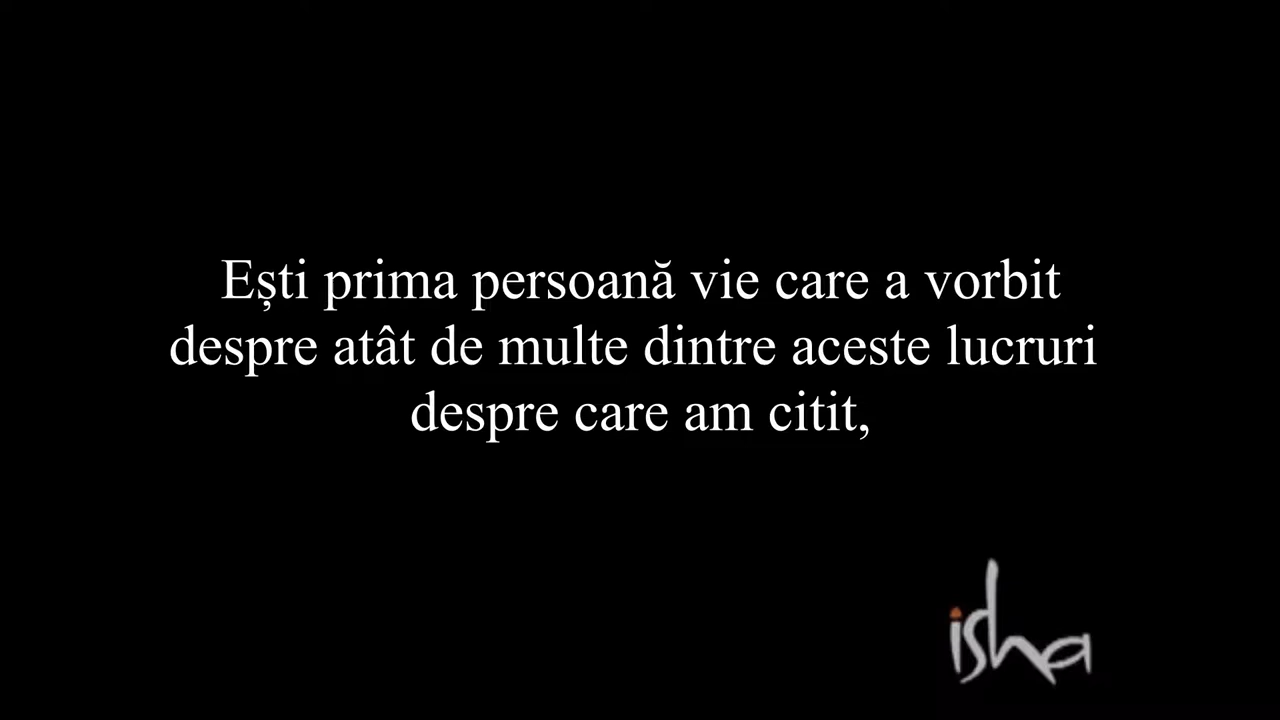 Ești prima persoană vie care a vorbit
despre atât de multe dintre aceste lucruri
despre care am citit,
isha